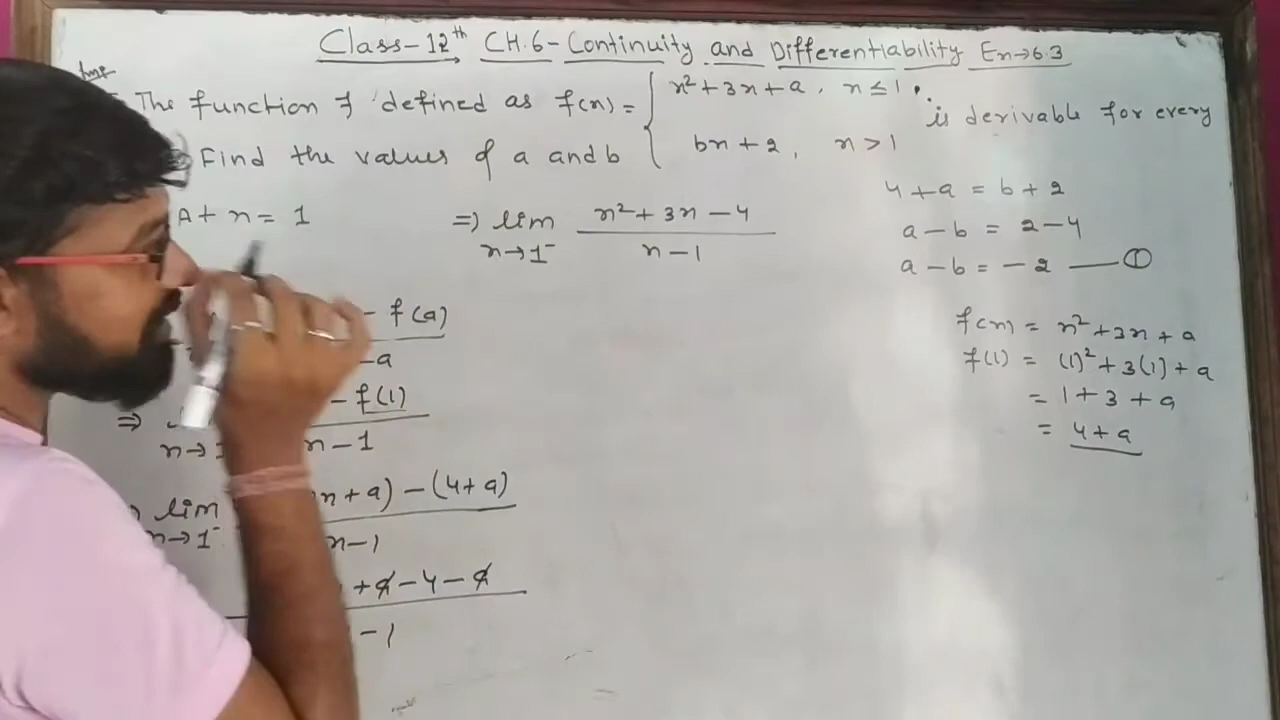 Class-12th CH.6-Continuity and Differentiability Ex→6.3
Imp
The function f defined as f(x) = { x² + 3x + a, x ≤ 1
bx + 2, x > 1
is derivable for every
Find the values of a and b
At x = 1
- f(a)
-a
⇒
- f(1)
x→1
x - 1
lim
x + a) - (4 + a)
x→1⁻
x - 1
+ a - 4 - a
- 1
⇒ lim x² + 3x - 4
x→1⁻ x - 1
4 + a = b + 2
a - b = 2 - 4
a - b = - 2 — ①
f(x) = x² + 3x + a
f(1) = (1)² + 3(1) + a
= 1 + 3 + a
= 4 + a